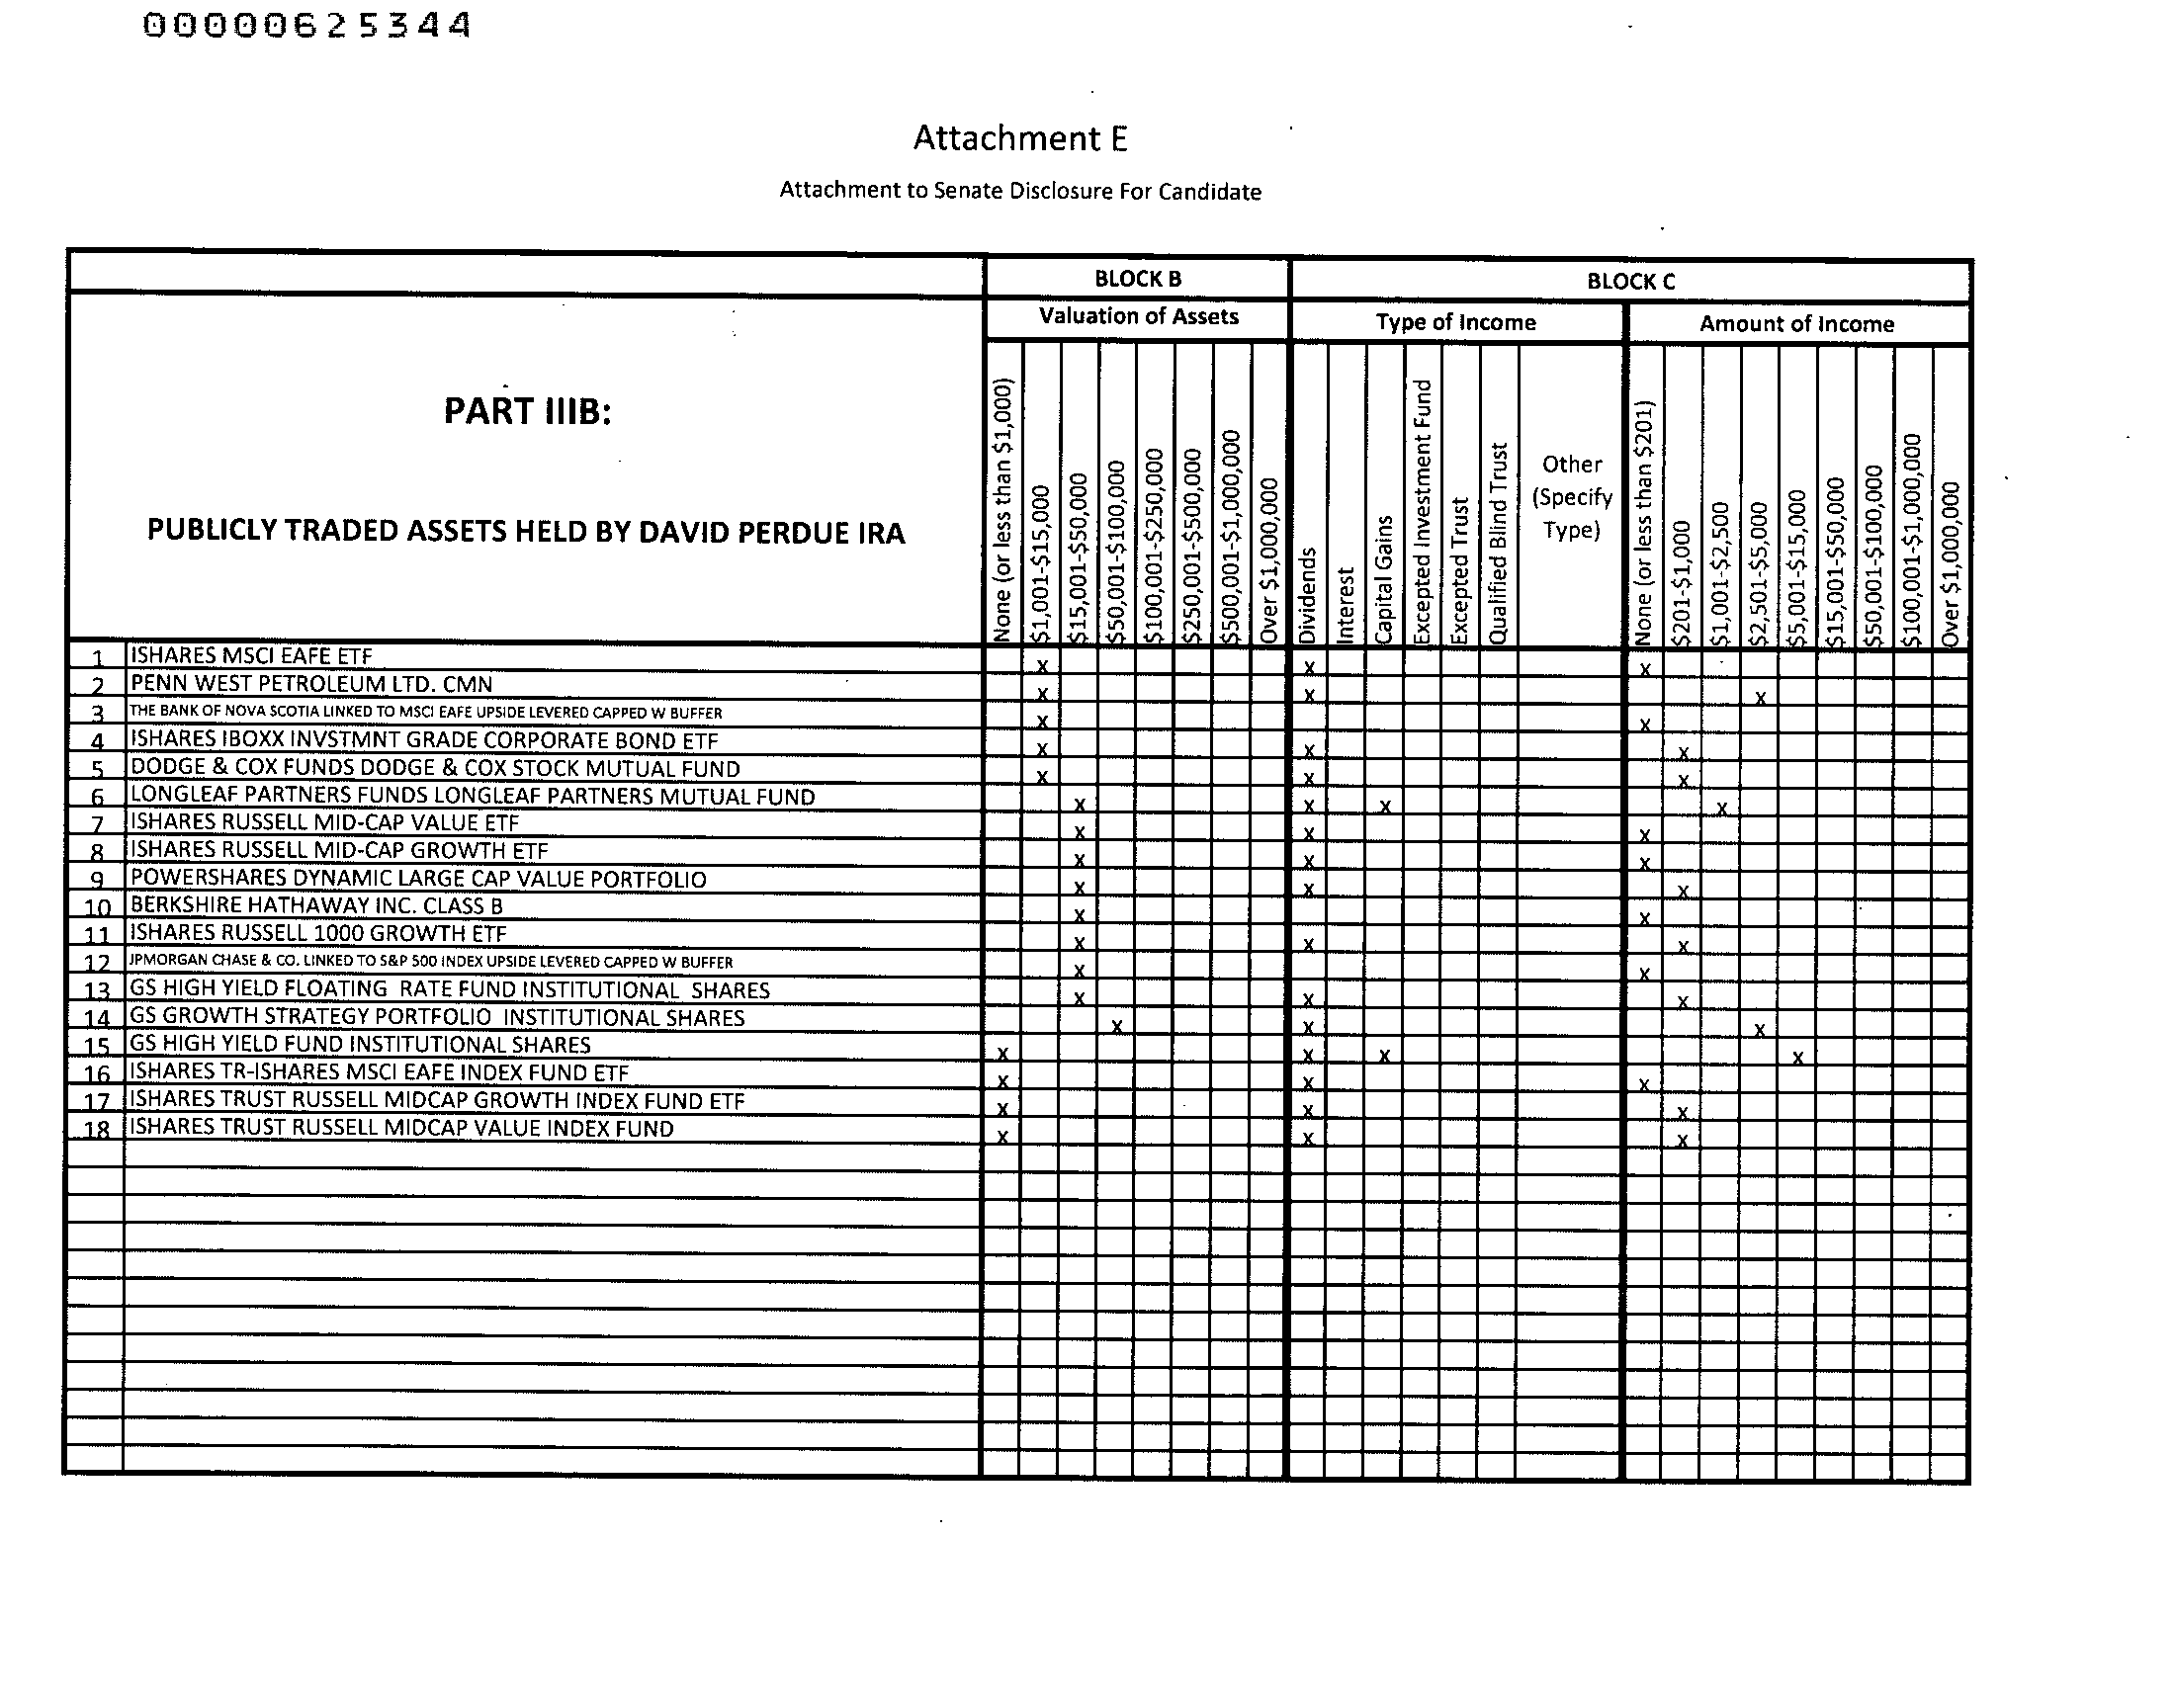 00000625344
Attachment E
Attachment to Senate Disclosure For Candidate
BLOCK B
BLOCK C
Valuation of Assets
Type of Income
Amount of Income
PART IIIB:
PUBLICLY TRADED ASSETS HELD BY DAVID PERDUE IRA
None (or less than $1,000)
$1,001-$15,000
$15,001-$50,000
$50,001-$100,000
$100,001-$250,000
$250,001-$500,000
$500,001-$1,000,000
Over $1,000,000
Dividends
Interest
Capital Gains
Excepted Investment Fund
Excepted Trust
Qualified Blind Trust
Other
(Specify
Type)
None (or less than $201)
$201-$1,000
$1,001-$2,500
$2,501-$5,000
$5,001-$15,000
$15,001-$50,000
$50,001-$100,000
$100,001-$1,000,000
Over $1,000,000
1 ISHARES MSCI EAFE ETF x x x
2 PENN WEST PETROLEUM LTD. CMN x x x
3 THE BANK OF NOVA SCOTIA LINKED TO MSCI EAFE UPSIDE LEVERED CAPPED W BUFFER x x
4 ISHARES IBOXX INVSTMNT GRADE CORPORATE BOND ETF x x x
5 DODGE & COX FUNDS DODGE & COX STOCK MUTUAL FUND x x x
6 LONGLEAF PARTNERS FUNDS LONGLEAF PARTNERS MUTUAL FUND x x x x
7 ISHARES RUSSELL MID-CAP VALUE ETF x x x
8 ISHARES RUSSELL MID-CAP GROWTH ETF x x x
9 POWERSHARES DYNAMIC LARGE CAP VALUE PORTFOLIO x x x
10 BERKSHIRE HATHAWAY INC. CLASS B x x
11 ISHARES RUSSELL 1000 GROWTH ETF x x x
12 JPMORGAN CHASE & CO. LINKED TO S&P 500 INDEX UPSIDE LEVERED CAPPED W BUFFER x x
13 GS HIGH YIELD FLOATING RATE FUND INSTITUTIONAL SHARES x x x
14 GS GROWTH STRATEGY PORTFOLIO INSTITUTIONAL SHARES x x x
15 GS HIGH YIELD FUND INSTITUTIONAL SHARES x x x x
16 ISHARES TR-ISHARES MSCI EAFE INDEX FUND ETF x x x
17 ISHARES TRUST RUSSELL MIDCAP GROWTH INDEX FUND ETF x x x
18 ISHARES TRUST RUSSELL MIDCAP VALUE INDEX FUND x x x